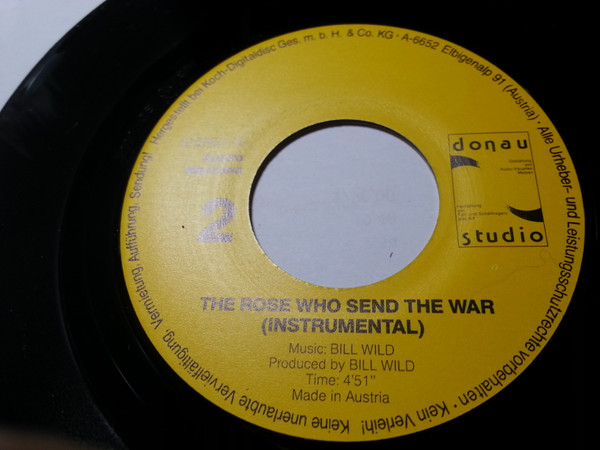 Hergestellt bei Koch-Digitaldisc Ges. m. b. H. & Co. KG · A-6652 Elbigenalp 91 (Austria) · Alle Urheber- und Leistungsschutzrechte vorbehalten · Kein Verleih! Keine unerlaubte Vervielfältigung, Vermietung, Aufführung, Sendung!
donau
studio
2
THE ROSE WHO SEND THE WAR
(INSTRUMENTAL)
Music: BILL WILD
Produced by BILL WILD
Time: 4'51"
Made in Austria